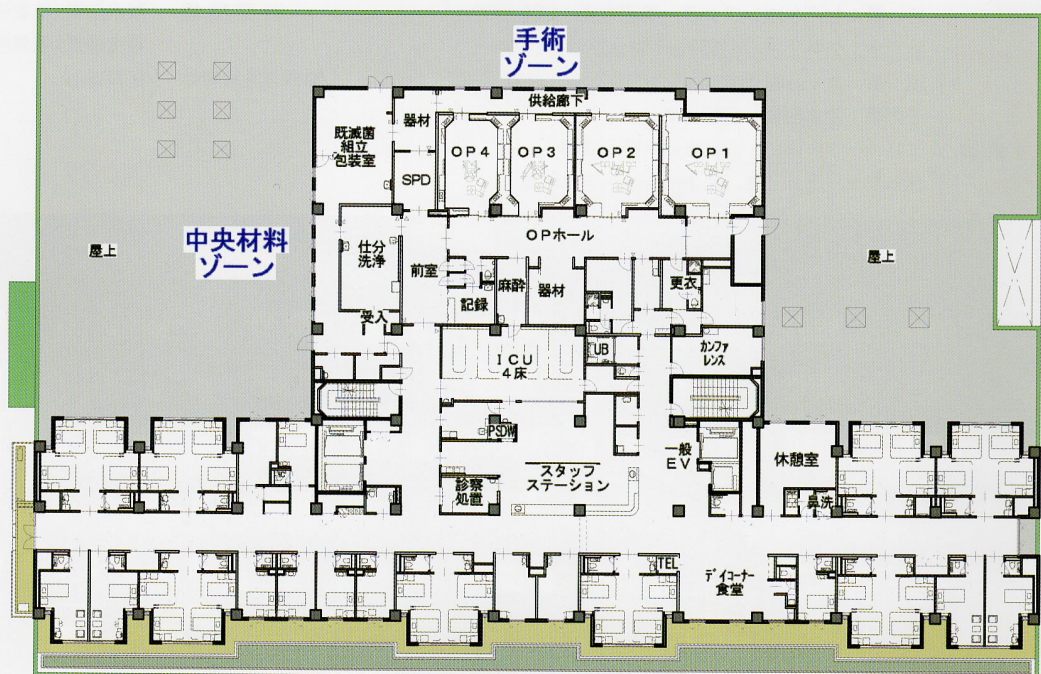 手術
ゾーン
供給廊下
既滅菌
組立
包装室
器材
OP4
OP3
OP2
OP1
SPD
中央材料
ゾーン
屋上
仕分
洗浄
前室
OPホール
屋上
記録
麻酔
器材
更衣
受入
ICU
4床
UB
カンファ
レンス
PSDW
一般
EV
休憩室
診察
処置
スタッフ
ステーション
鼻洗
TEL
デイコーナー
食堂